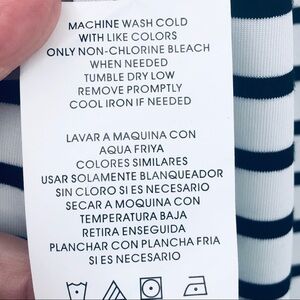 MACHINE WASH COLD
WITH LIKE COLORS
ONLY NON-CHLORINE BLEACH
WHEN NEEDED
TUMBLE DRY LOW
REMOVE PROMPTLY
COOL IRON IF NEEDED
LAVAR A MAQUINA CON
AQUA FRIYA
COLORES SIMILARES
USAR SOLAMENTE BLANQUEADOR
SIN CLORO SI ES NECESARIO
SECAR A MOQUINA CON
TEMPERATURA BAJA
RETIRA ENSEGUIDA
PLANCHAR CON PLANCHA FRIA
SI ES NECESARIO